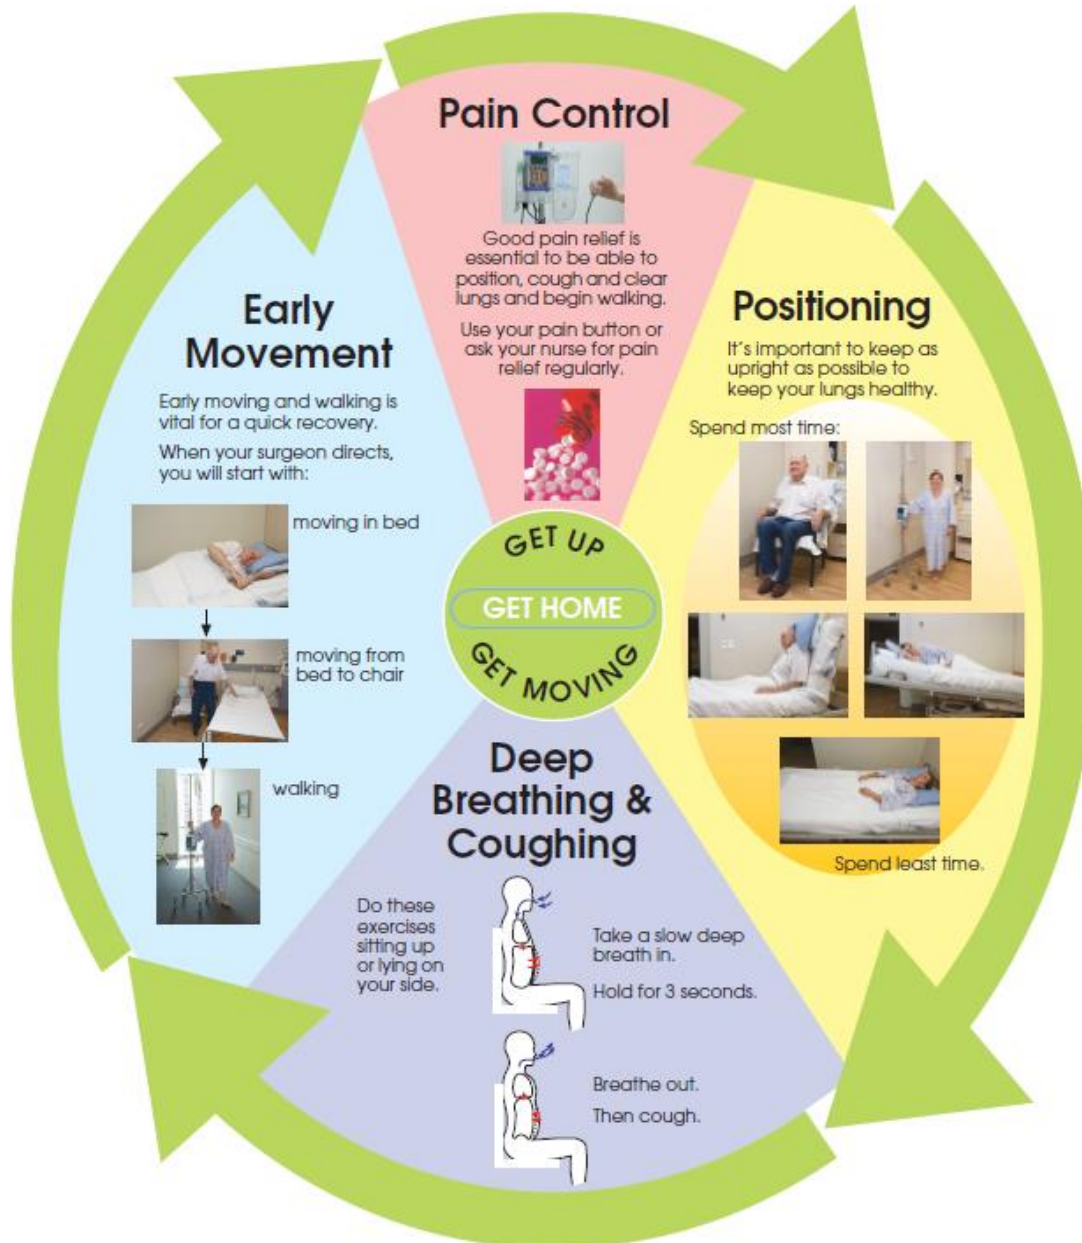 Pain Control
Good pain relief is
essential to be able to
position, cough and clear
lungs and begin walking.
Use your pain button or
ask your nurse for pain
relief regularly.
Positioning
It's important to keep as
upright as possible to
keep your lungs healthy.
Spend most time:
Spend least time.
Deep
Breathing &
Coughing
Do these
exercises
sitting up
or lying on
your side.
Take a slow deep
breath in.
Hold for 3 seconds.
Breathe out.
Then cough.
Early
Movement
Early moving and walking is
vital for a quick recovery.
When your surgeon directs,
you will start with:
moving in bed
moving from
bed to chair
walking
GET UP
GET HOME
GET MOVING